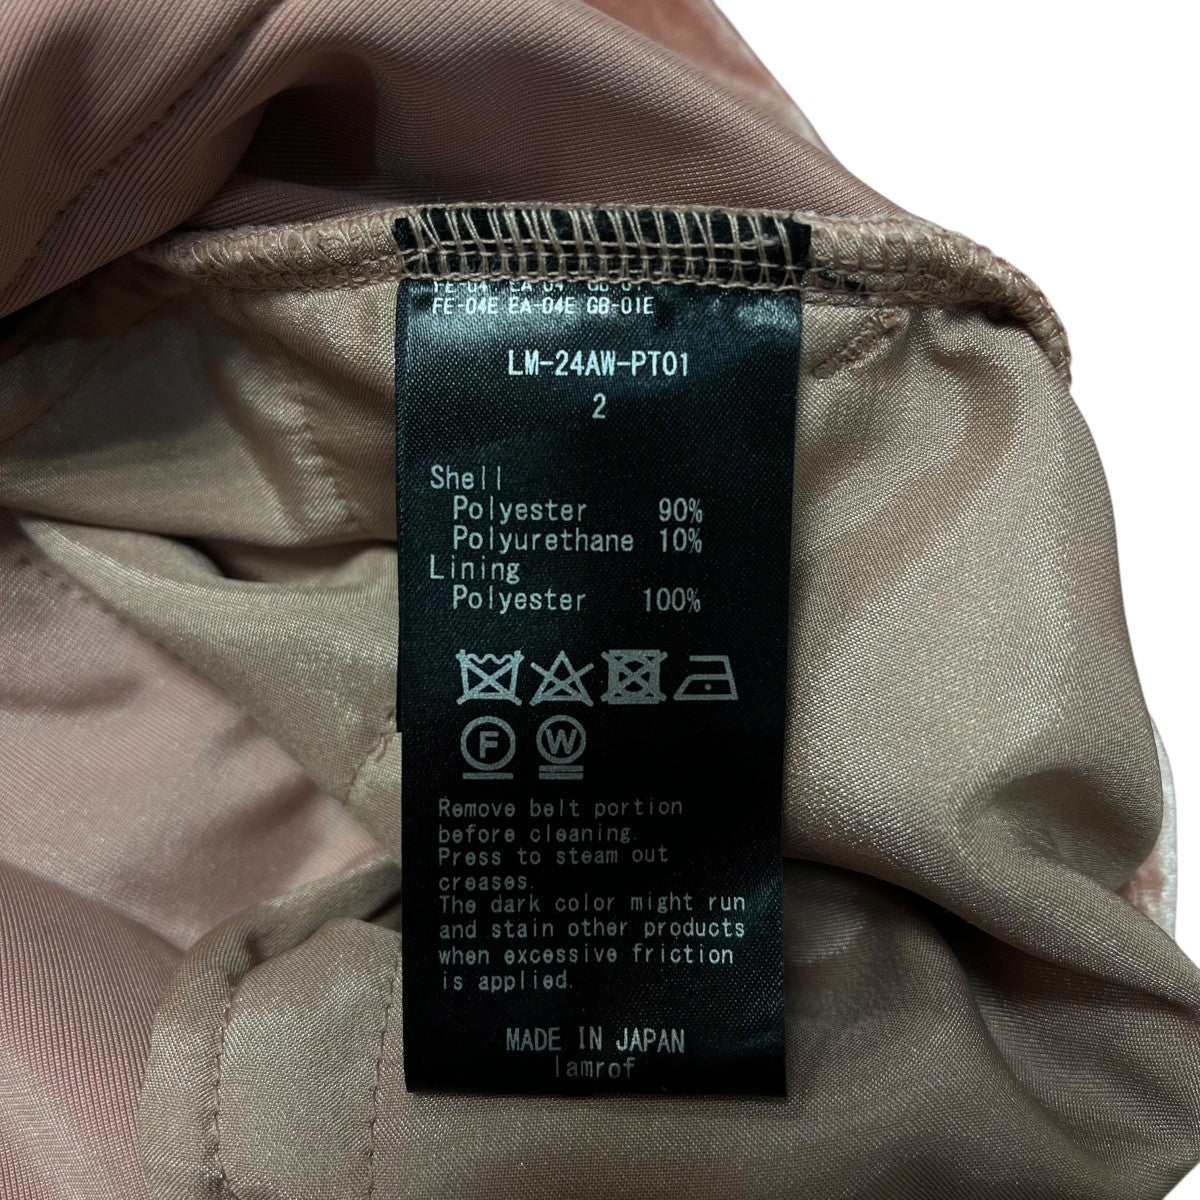 FE-04E EA-04E GB-01E
LM-24AW-PT01
2
Shell
Polyester 90%
Polyurethane 10%
Lining
Polyester 100%
F W
Remove belt portion
before cleaning.
Press to steam out
creases.
The dark color might run
and stain other products
when excessive friction
is applied.
MADE IN JAPAN
lamrof